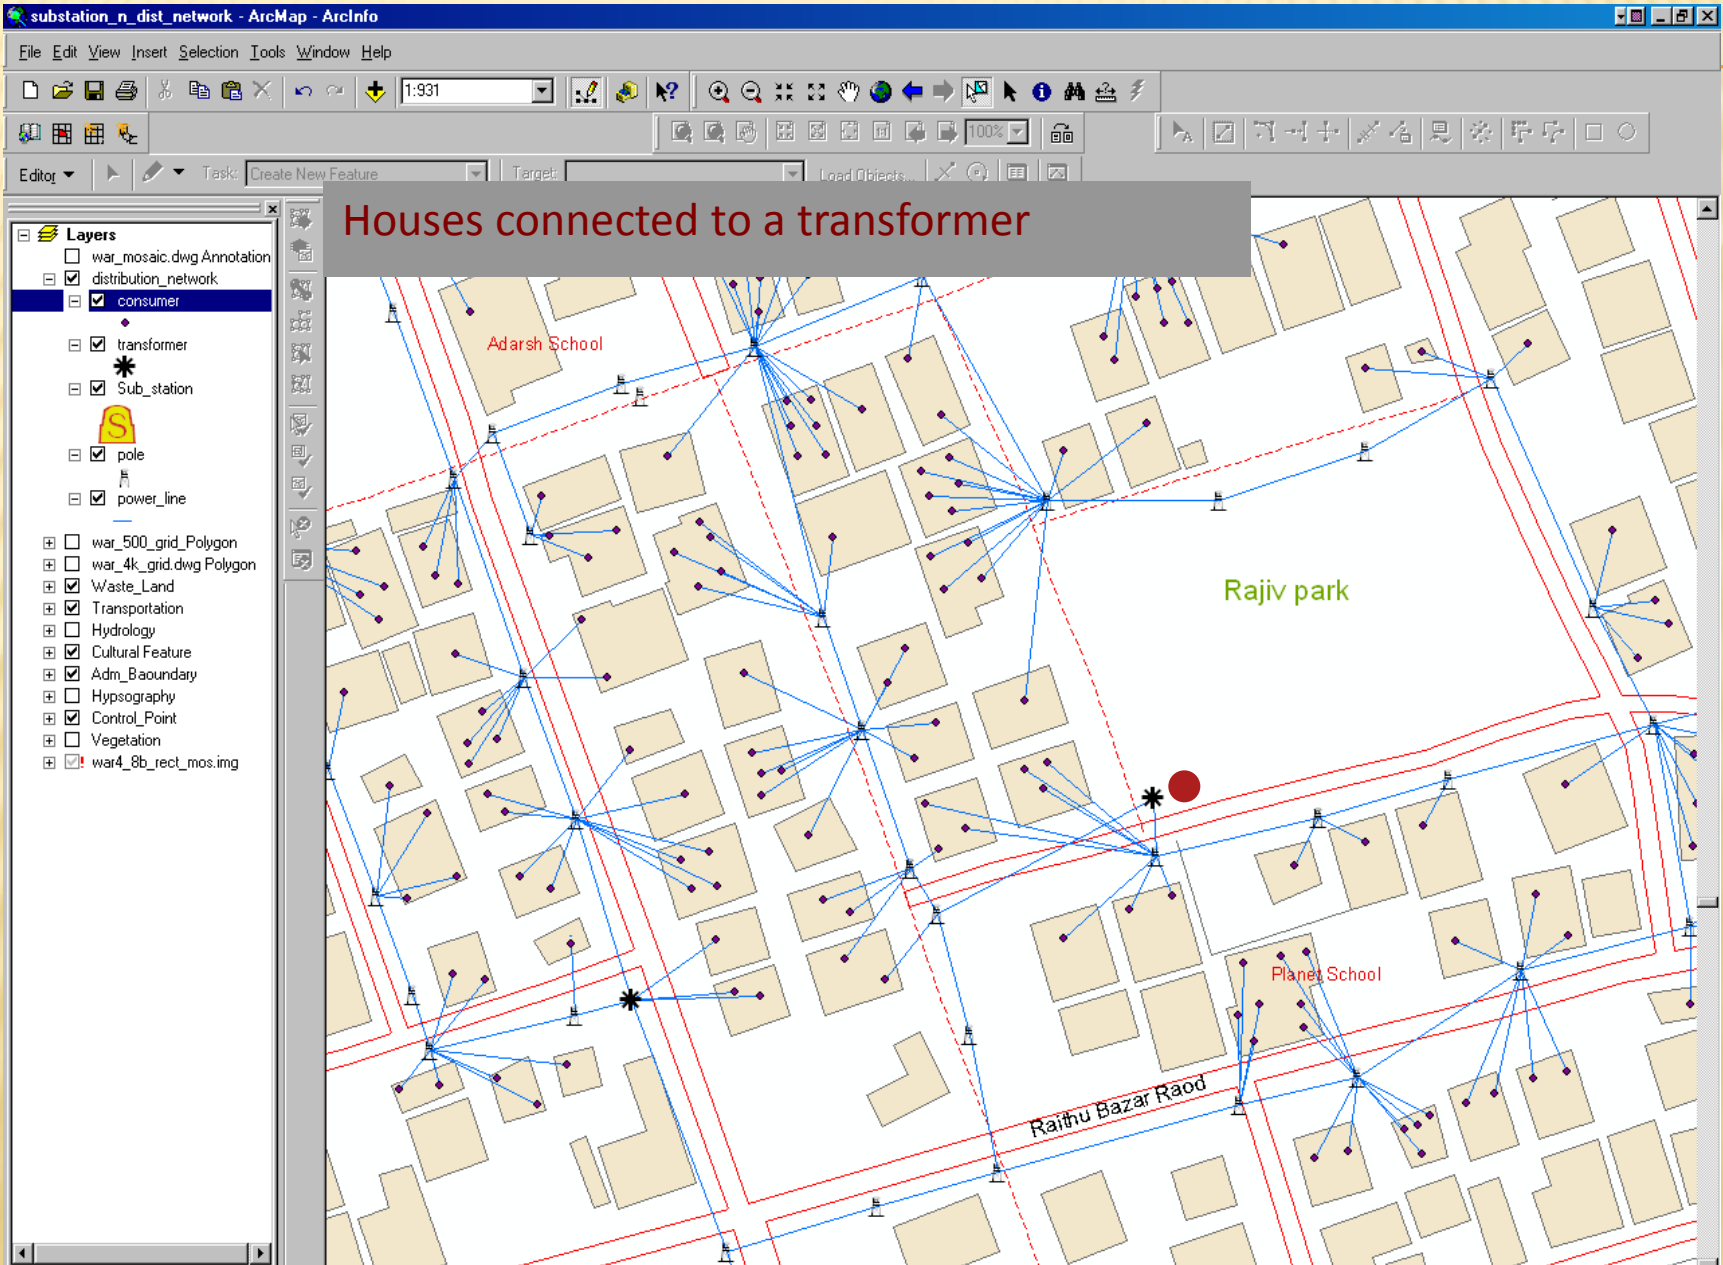 substation_n_dist_network - ArcMap - ArcInfo
File Edit View Insert Selection Tools Window Help
1:931
100%
Editor Task: Create New Feature Target: Load Objects...
Houses connected to a transformer
Layers
war_mosaic.dwg Annotation
distribution_network
consumer
transformer
Sub_station
S
pole
power_line
war_500_grid_Polygon
war_4k_grid.dwg Polygon
Waste_Land
Transportation
Hydrology
Cultural Feature
Adm_Baoundary
Hypsography
Control_Point
Vegetation
war4_8b_rect_mos.img
Adarsh School
Rajiv park
Planet School
Raithu Bazar Raod